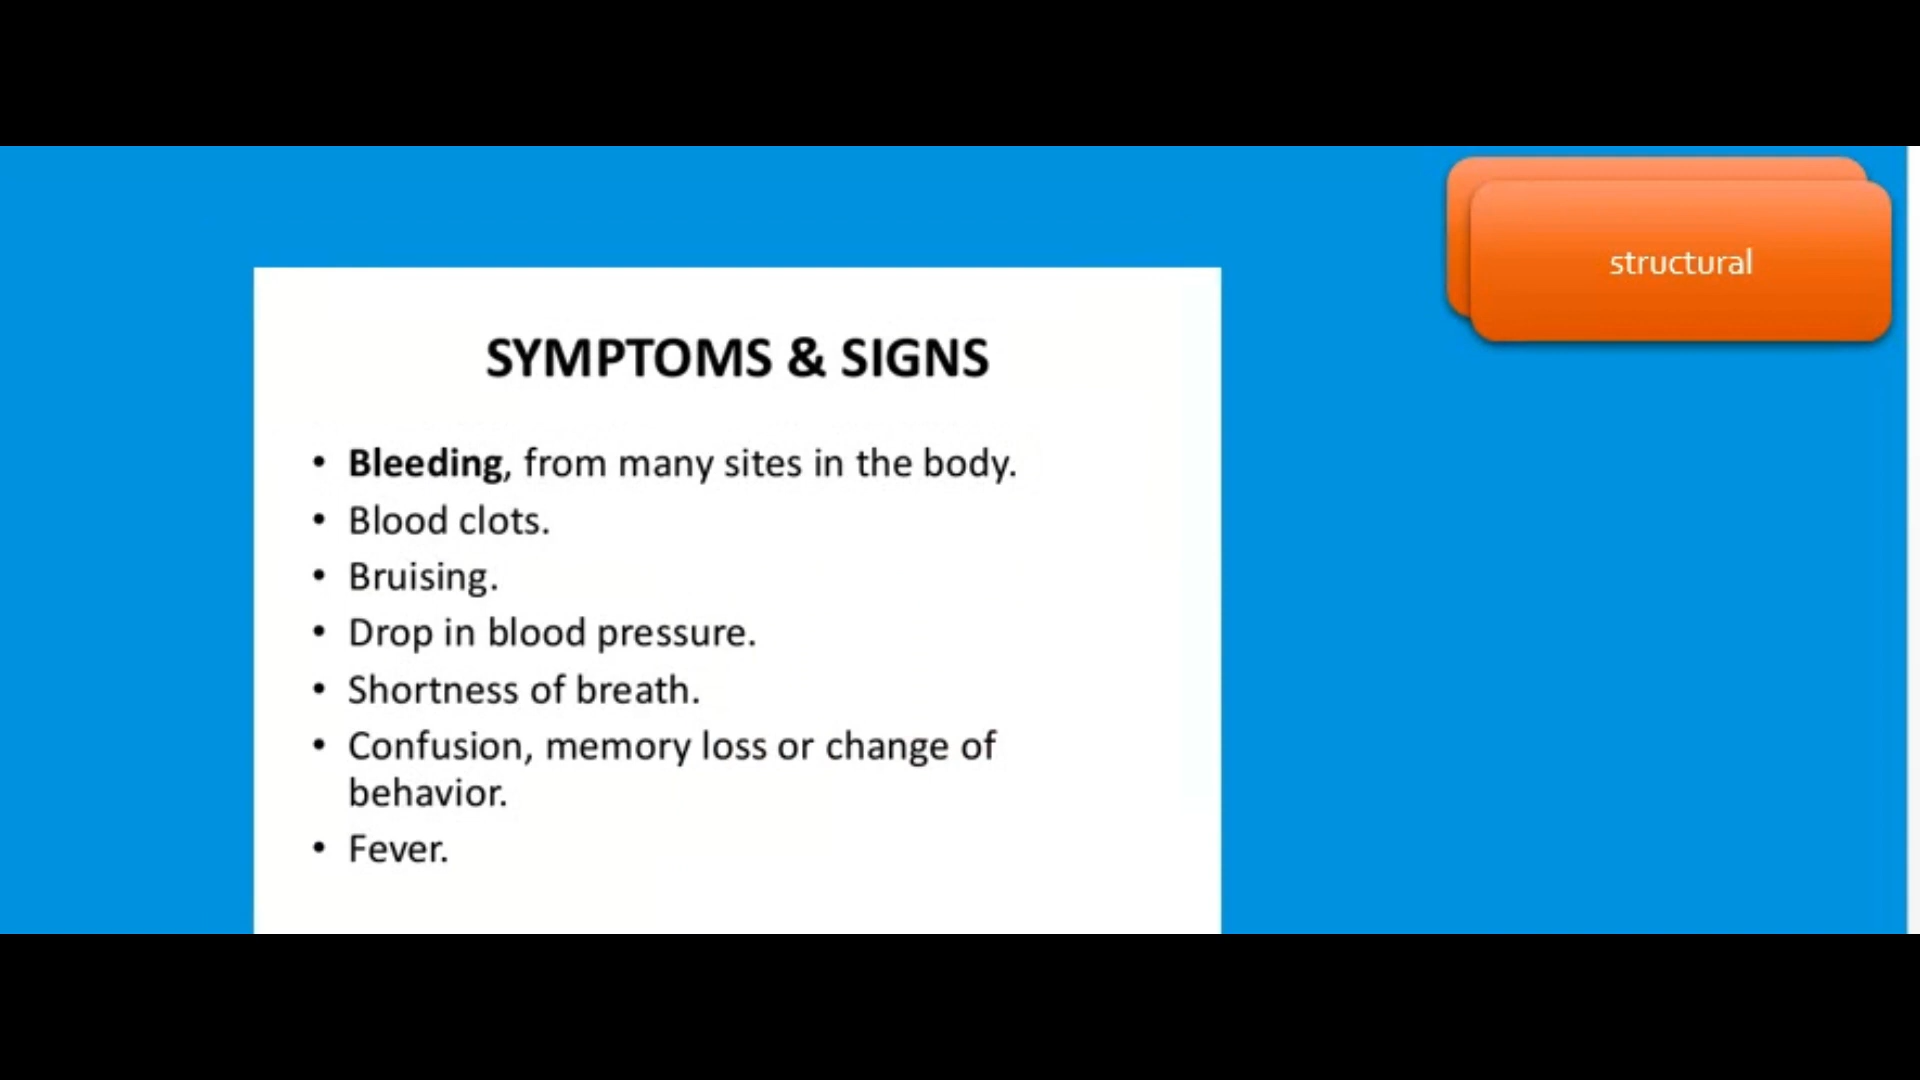 structural
SYMPTOMS & SIGNS
• Bleeding, from many sites in the body.
• Blood clots.
• Bruising.
• Drop in blood pressure.
• Shortness of breath.
• Confusion, memory loss or change of
behavior.
• Fever.